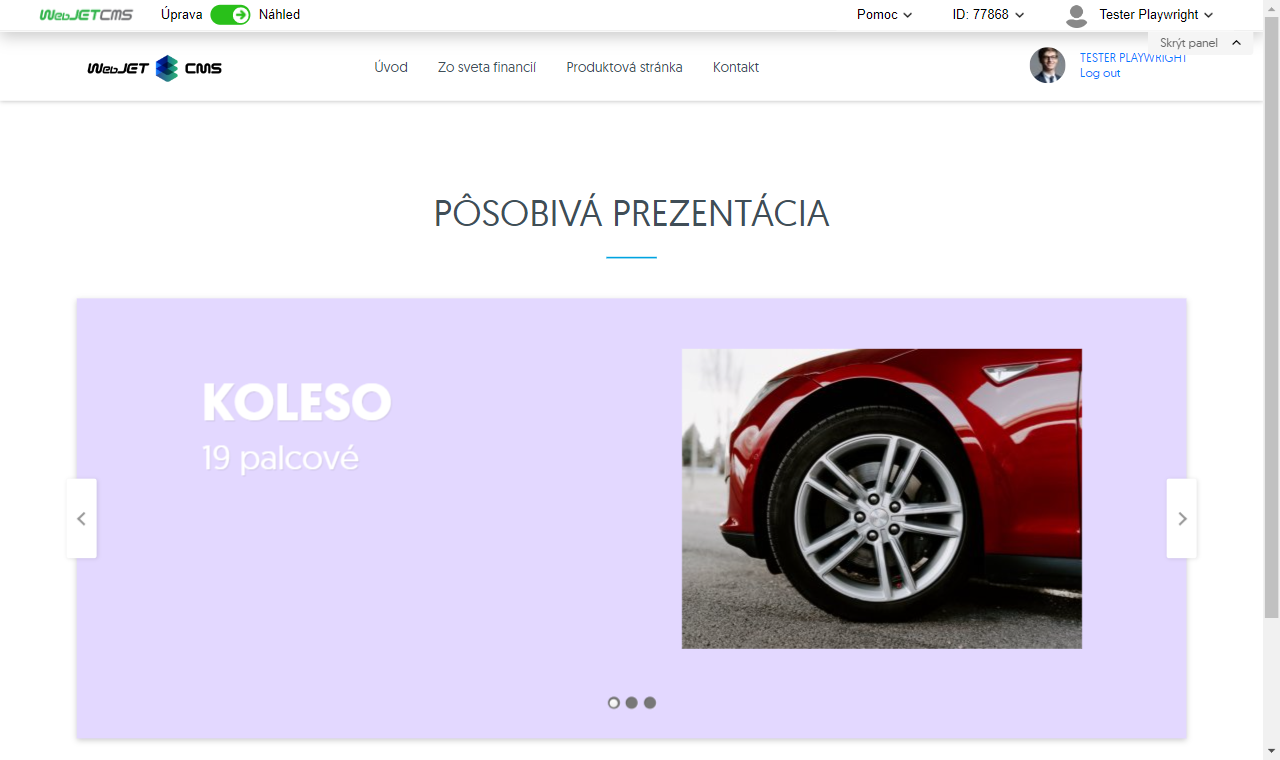 WebJETCMS
Úprava
Náhled
Pomoc
ID: 77868
Tester Playwright
Skrýt panel
WebJET CMS
Úvod
Zo sveta financií
Produktová stránka
Kontakt
TESTER PLAYWRIGHT
Log out
PÔSOBIVÁ PREZENTÁCIA
KOLESO
19 palcové